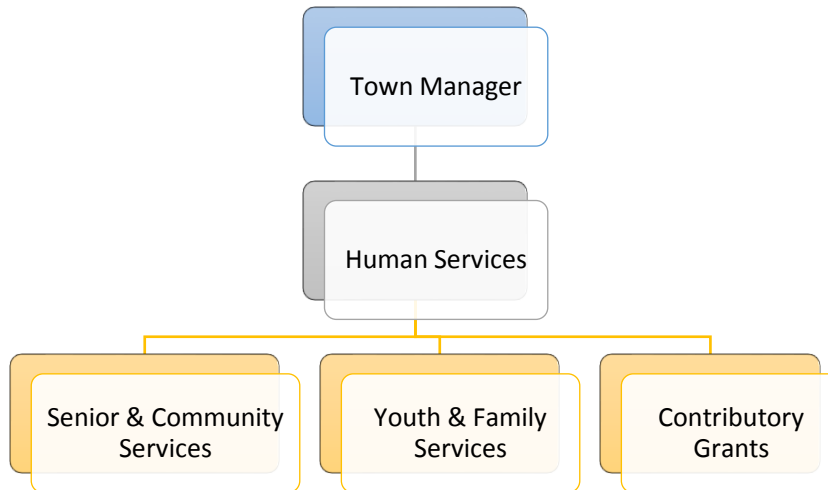 Town Manager
Human Services
Senior & Community
Services
Youth & Family
Services
Contributory
Grants